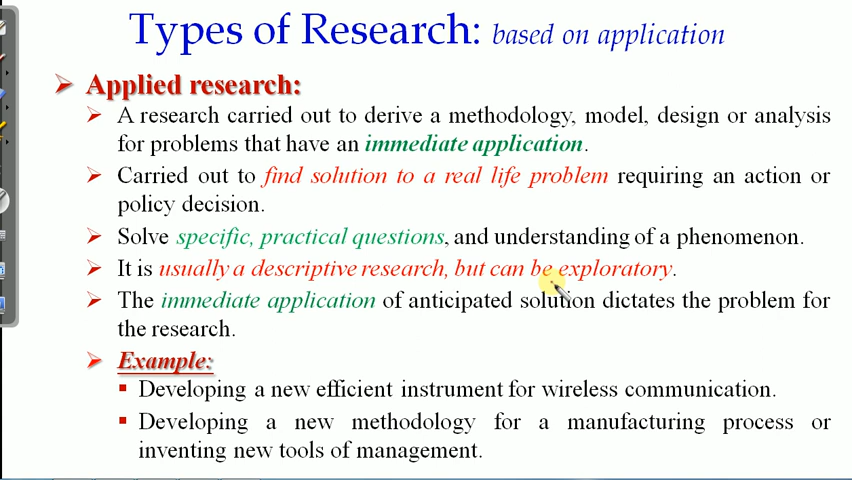 Types of Research: based on application
Applied research:
A research carried out to derive a methodology, model, design or analysis
for problems that have an immediate application.
Carried out to find solution to a real life problem requiring an action or
policy decision.
Solve specific, practical questions, and understanding of a phenomenon.
It is usually a descriptive research, but can be exploratory.
The immediate application of anticipated solution dictates the problem for
the research.
Example:
Developing a new efficient instrument for wireless communication.
Developing a new methodology for a manufacturing process or
inventing new tools of management.